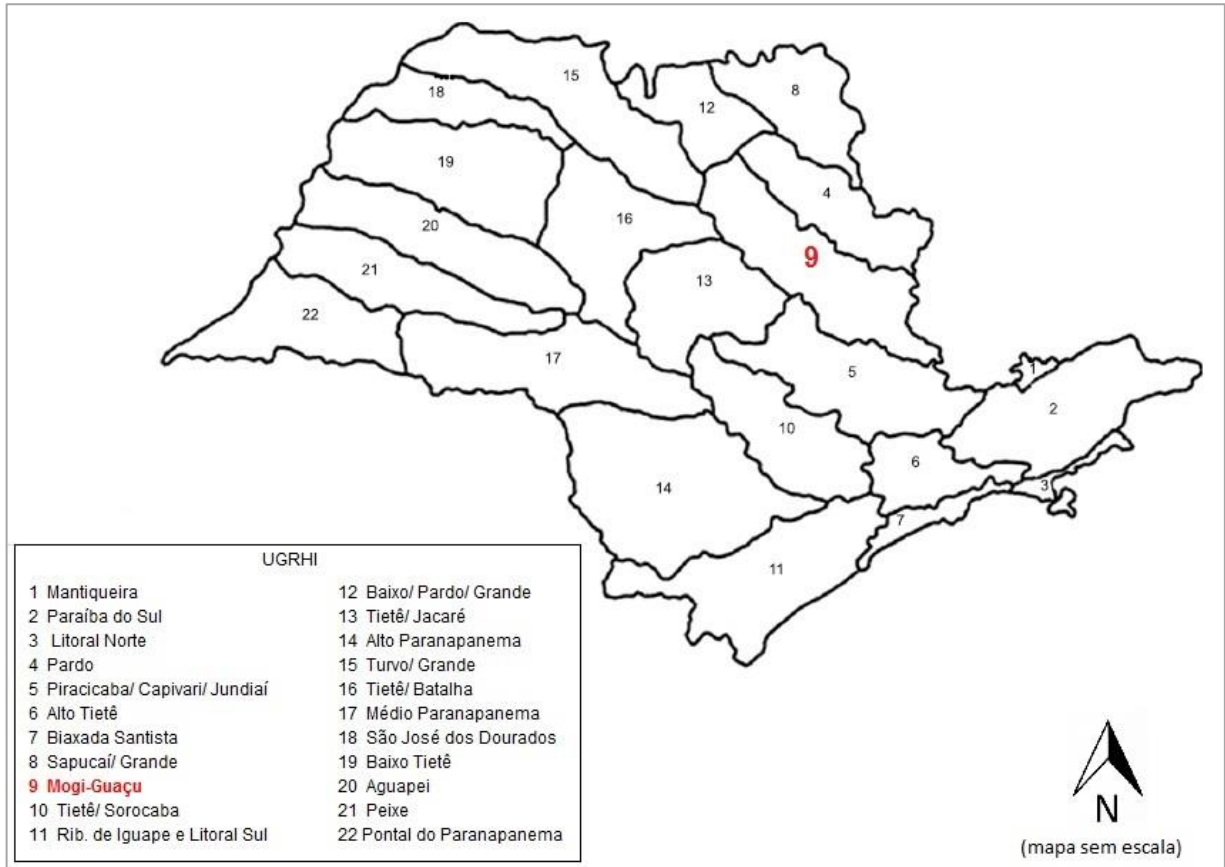 15
18
12
8
19
4
16
20
9
13
21
22
17
5
1
2
10
6
3
14
7
11
UGRHI
1 Mantiqueira
2 Paraíba do Sul
3 Litoral Norte
4 Pardo
5 Piracicaba/ Capivari/ Jundiaí
6 Alto Tietê
7 Biaxada Santista
8 Sapucaí/ Grande
9 Mogi-Guaçu
10 Tietê/ Sorocaba
11 Rib. de Iguape e Litoral Sul
12 Baixo/ Pardo/ Grande
13 Tietê/ Jacaré
14 Alto Paranapanema
15 Turvo/ Grande
16 Tietê/ Batalha
17 Médio Paranapanema
18 São José dos Dourados
19 Baixo Tietê
20 Aguapei
21 Peixe
22 Pontal do Paranapanema
N
(mapa sem escala)